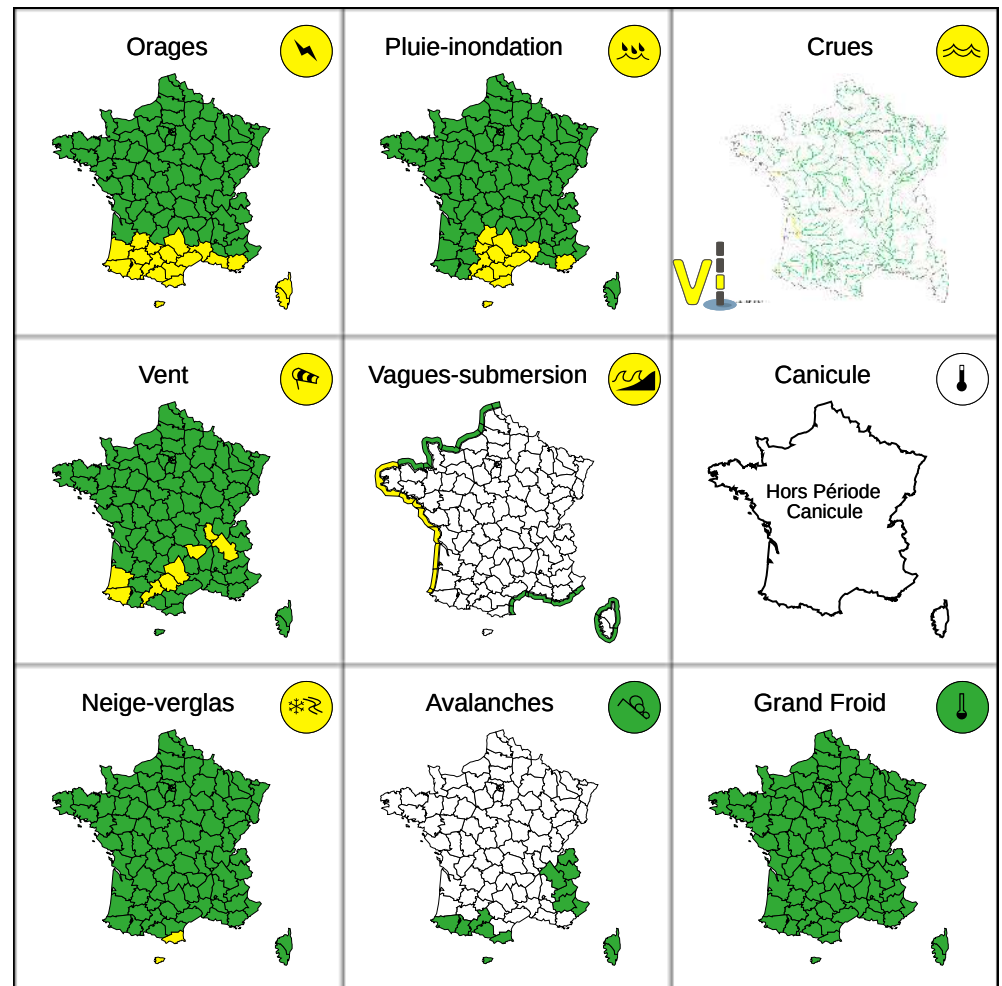 Orages
Pluie-inondation
Crues
Vent
Vagues-submersion
Canicule
Hors Période
Canicule
Neige-verglas
Avalanches
Grand Froid